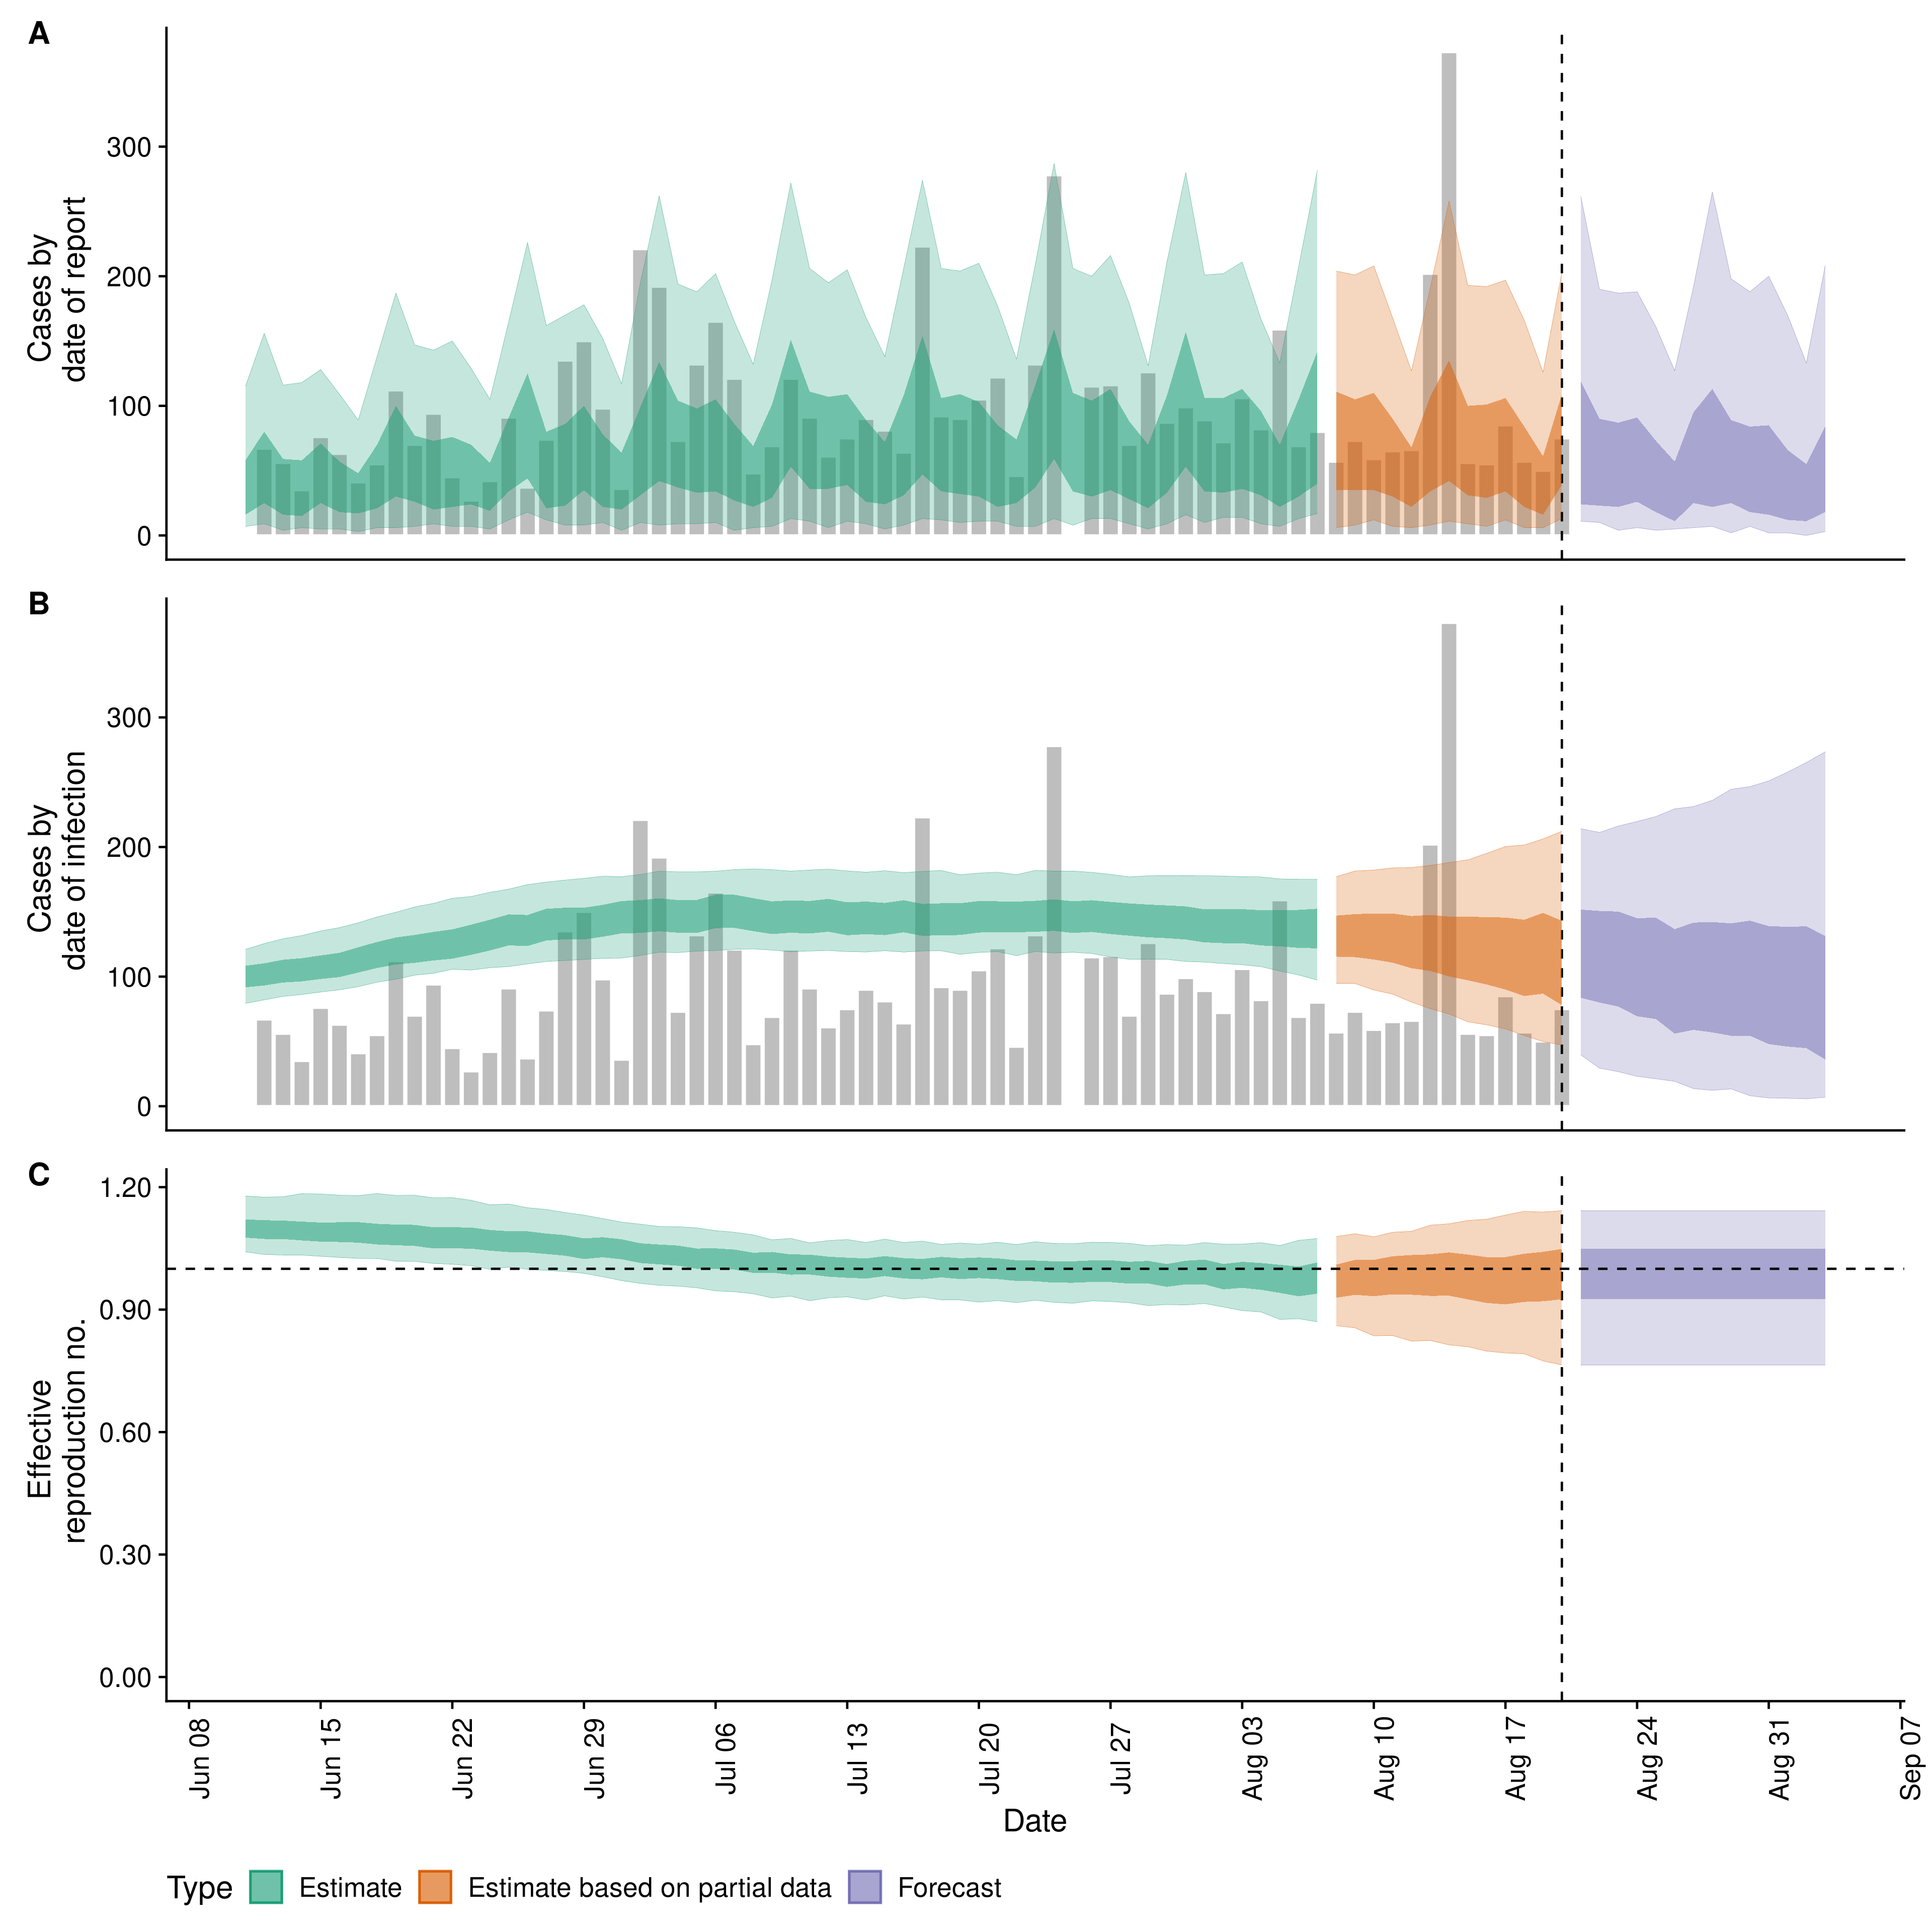 A
Cases by
date of report
300
200
100
0
B
Cases by
date of infection
300
200
100
0
C
Effective
reproduction no.
1.20
0.90
0.60
0.30
0.00
Jun 08
Jun 15
Jun 22
Jun 29
Jul 06
Jul 13
Jul 20
Jul 27
Aug 03
Aug 10
Aug 17
Aug 24
Aug 31
Sep 07
Date
Type Estimate Estimate based on partial data Forecast